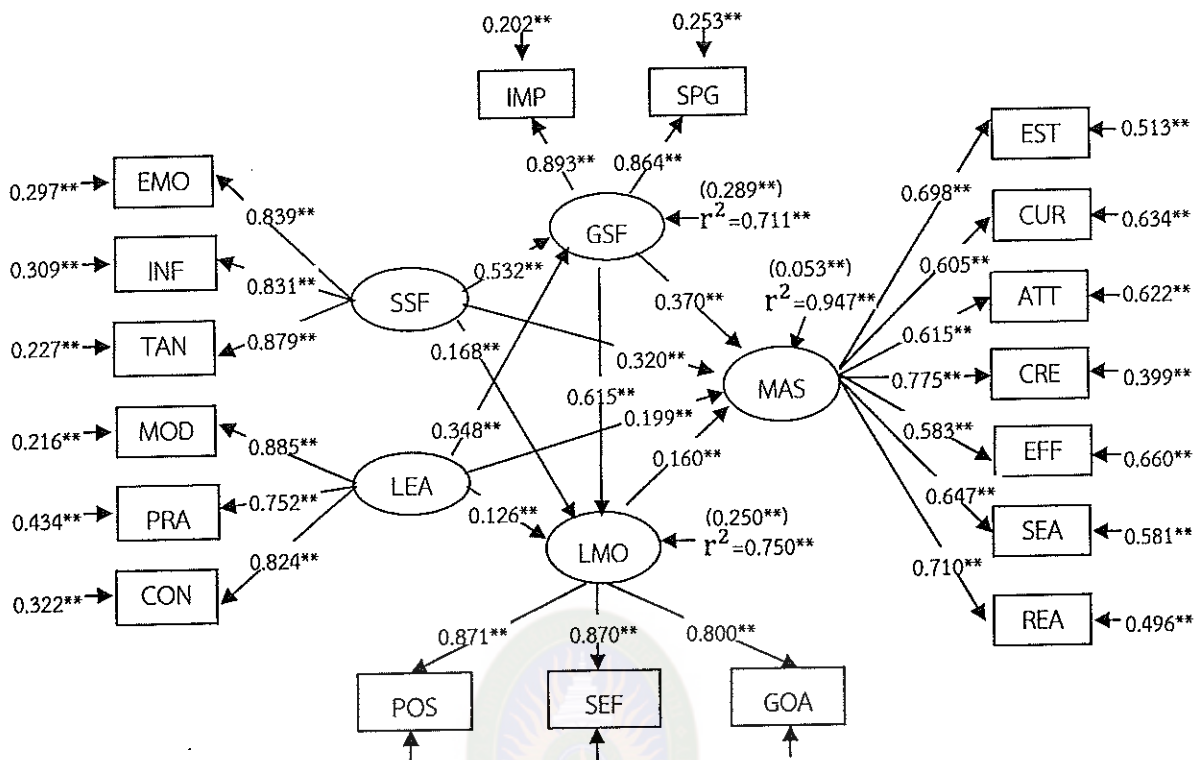 0.202**
0.253**
IMP
SPG
EST
0.513**
0.893**
0.864**
EMO
0.297**
0.698**
(0.289**)
r²=0.711**
CUR
0.634**
0.839**
GSF
INF
0.309**
0.831**
0.532**
SSF
(0.053**)
r²=0.947**
0.605**
ATT
0.622**
0.370**
0.615**
TAN
0.227**
0.879**
0.168**
0.320**
MAS
0.775**
CRE
0.399**
0.615**
0.199**
MOD
0.216**
0.885**
0.348**
0.583**
EFF
0.660**
0.160**
LEA
0.752**
PRA
0.434**
0.126**
(0.250**)
r²=0.750**
LMO
0.647**
SEA
0.581**
0.824**
0.710**
CON
0.322**
REA
0.496**
0.871**
0.870**
0.800**
POS
SEF
GOA